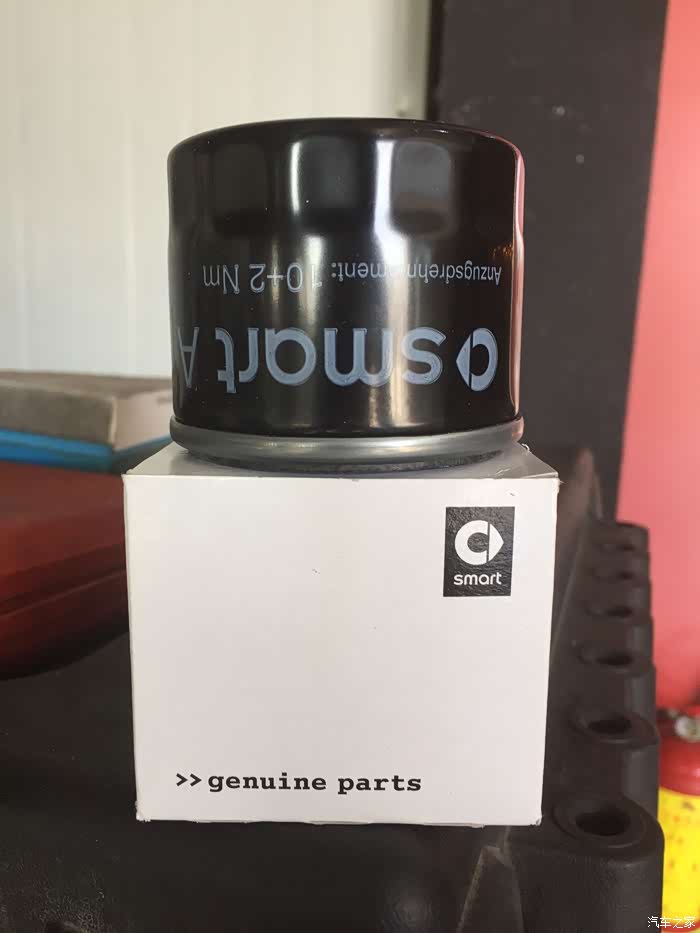 Anzugsdrehmoment: 10+2 Nm
smart A
smart
>> genuine parts
汽车之家